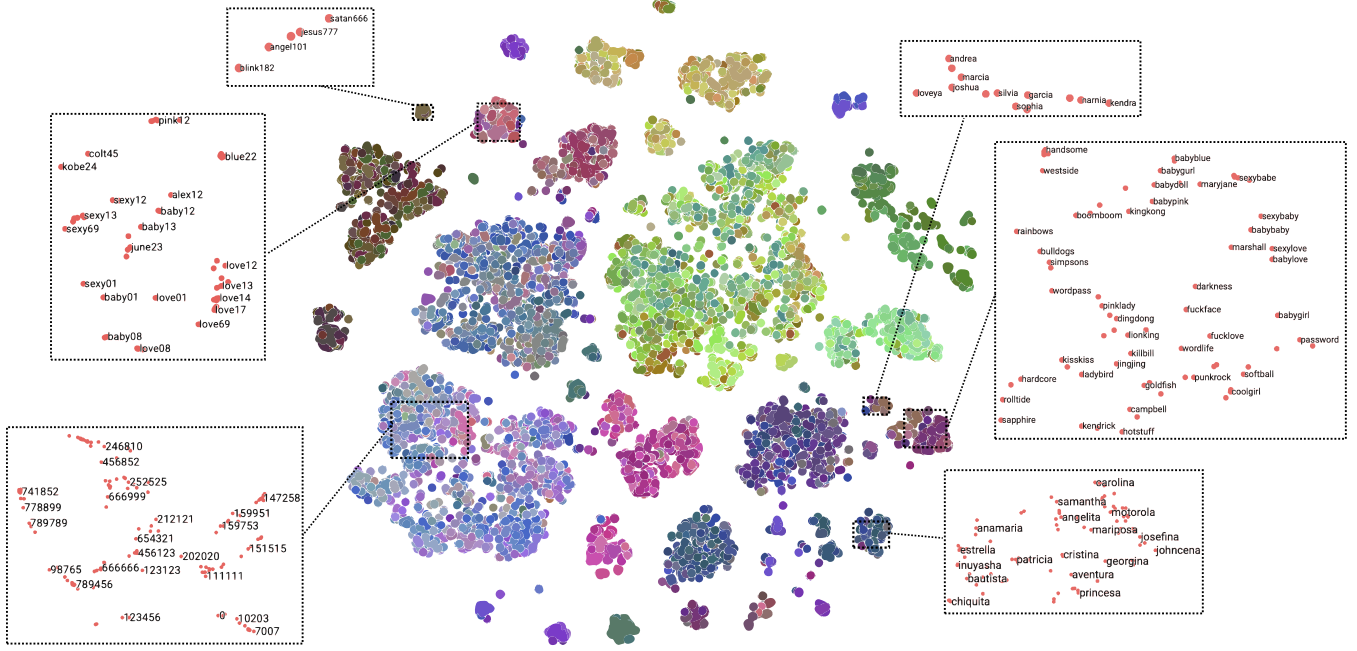 satan666
jesus777
angel101
blink182
pink12
colt45
blue22
kobe24
sexy12
alex12
sexy13
baby12
sexy69
baby13
june23
love12
sexy01
love13
baby01
love01
love14
love17
love69
baby08
love08
246810
456852
252525
741852
666999
147258
778899
159951
789789
212121
159753
654321
456123
202020
151515
98765
666666
123123
111111
789456
123456
0
10203
7007
andrea
marcia
loveya
joshua
silvia
garcia
narnia
kendra
sophia
handsome
babyblue
westside
babygurl
sexybabe
babydoll
maryjane
babypink
boomboom
kingkong
sexybaby
rainbows
babybaby
bulldogs
marshall
sexylove
simpsons
babylove
wordpass
darkness
pinklady
fuckface
dingdong
babygirl
lionking
fucklove
password
killbill
wordlife
kisskiss
jingjing
ladybird
hardcore
goldfish
punkrock
softball
coolgirl
rolltide
campbell
sapphire
kendrick
hotstuff
carolina
samantha
motorola
angelita
anamaria
mariposa
josefina
estrella
cristina
johncena
inuyasha
patricia
georgina
bautista
aventura
princesa
chiquita